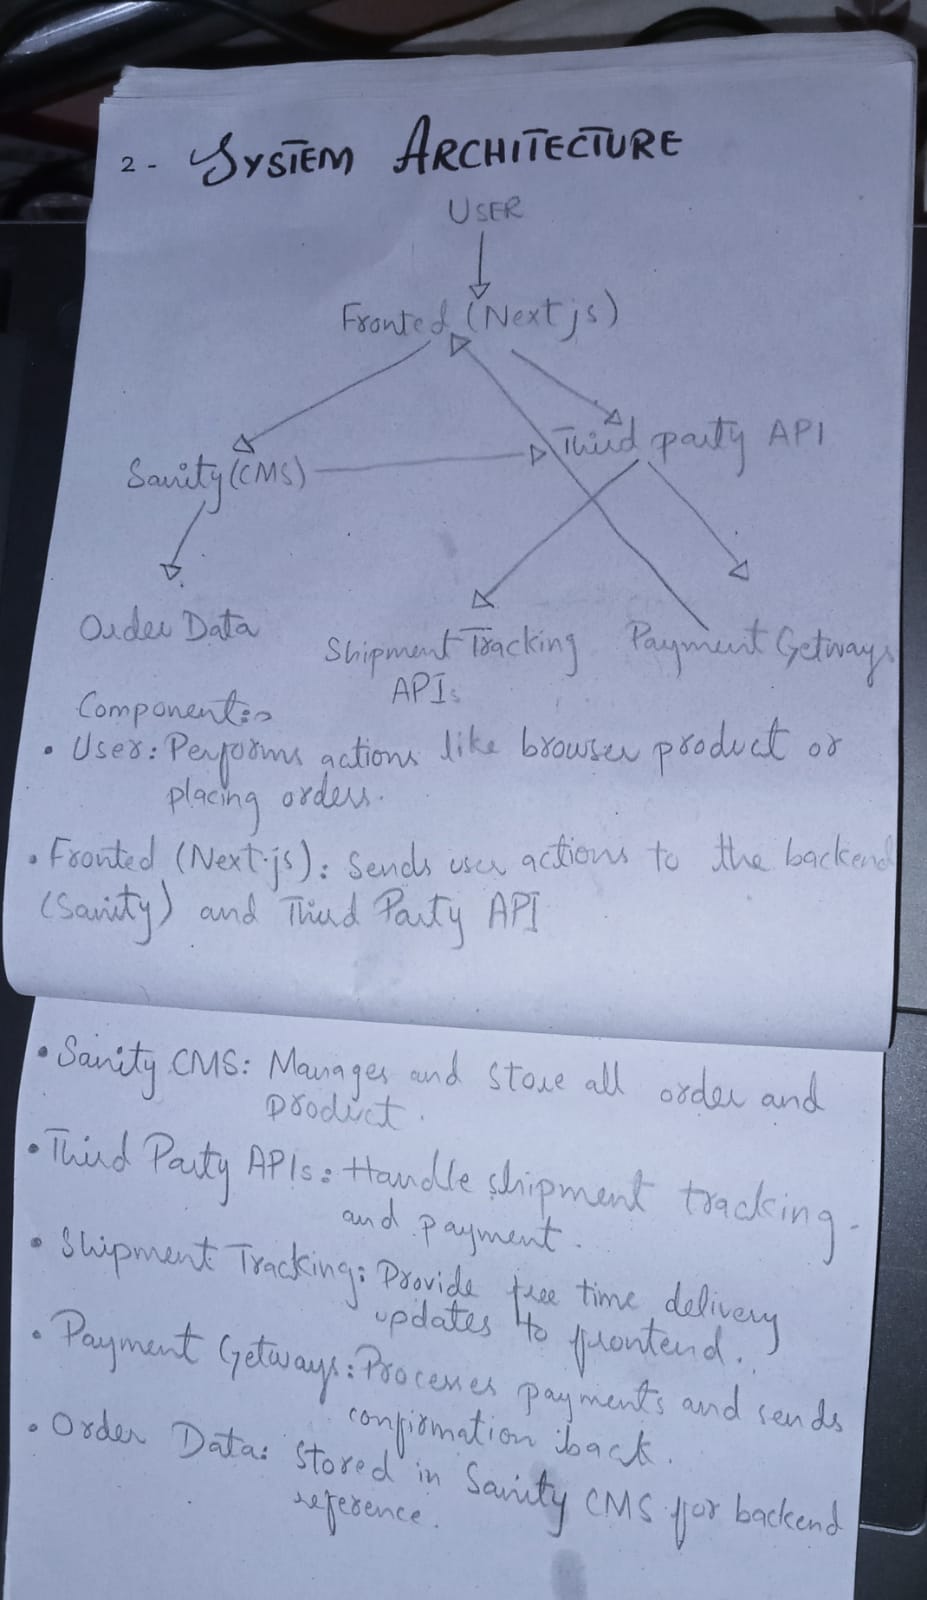 2- SYSTEM ARCHITECTURE
USER
Fronted (Next js)
Third party API
Sanity (CMS)
Order Data
Shipment Tracking Payment Getways
APIs
Component:
• User: Performs actions like browser product or
placing orders.
• Fronted (Next.js): Sends user actions to the backend
(Sanity) and Third Party API
• Sanity CMS: Manages and store all order and
product.
• Third Party APIs: Handle shipment tracking
and payment.
• Shipment Tracking: Provide free time delivery
updates to frontend.
• Payment Getways: Processes payments and sends
confirmation back.
• Order Data: Stored in Sanity CMS for backend
reference.